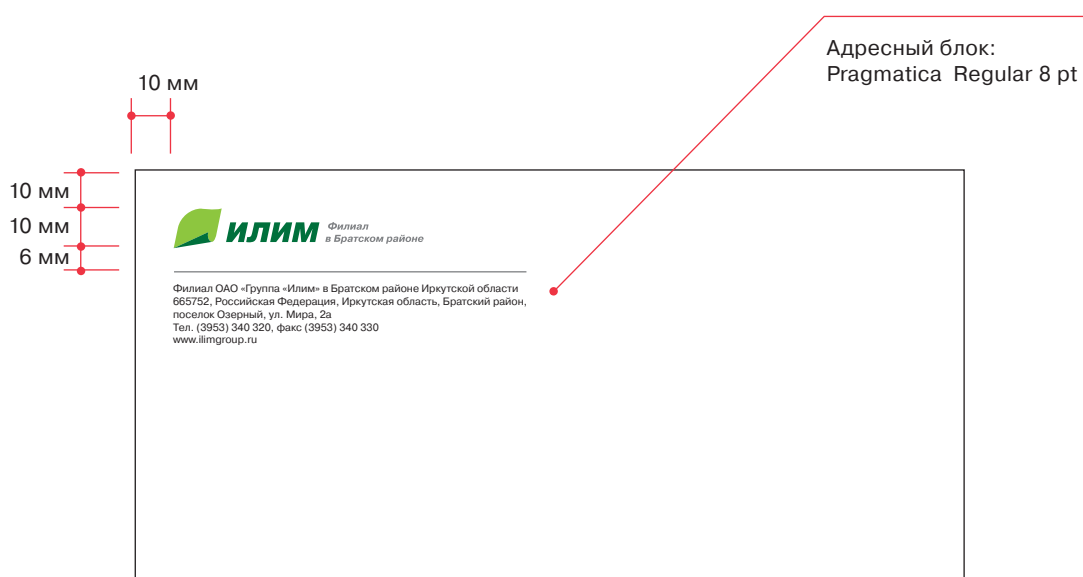 Адресный блок:
Pragmatica Regular 8 pt
10 мм
10 мм
10 мм
6 мм
ИЛИМ
Филиал
в Братском районе
Филиал ОАО «Группа «Илим» в Братском районе Иркутской области
665752, Российская Федерация, Иркутская область, Братский район,
поселок Озерный, ул. Мира, 2а
Тел. (3953) 340 320, факс (3953) 340 330
www.ilimgroup.ru